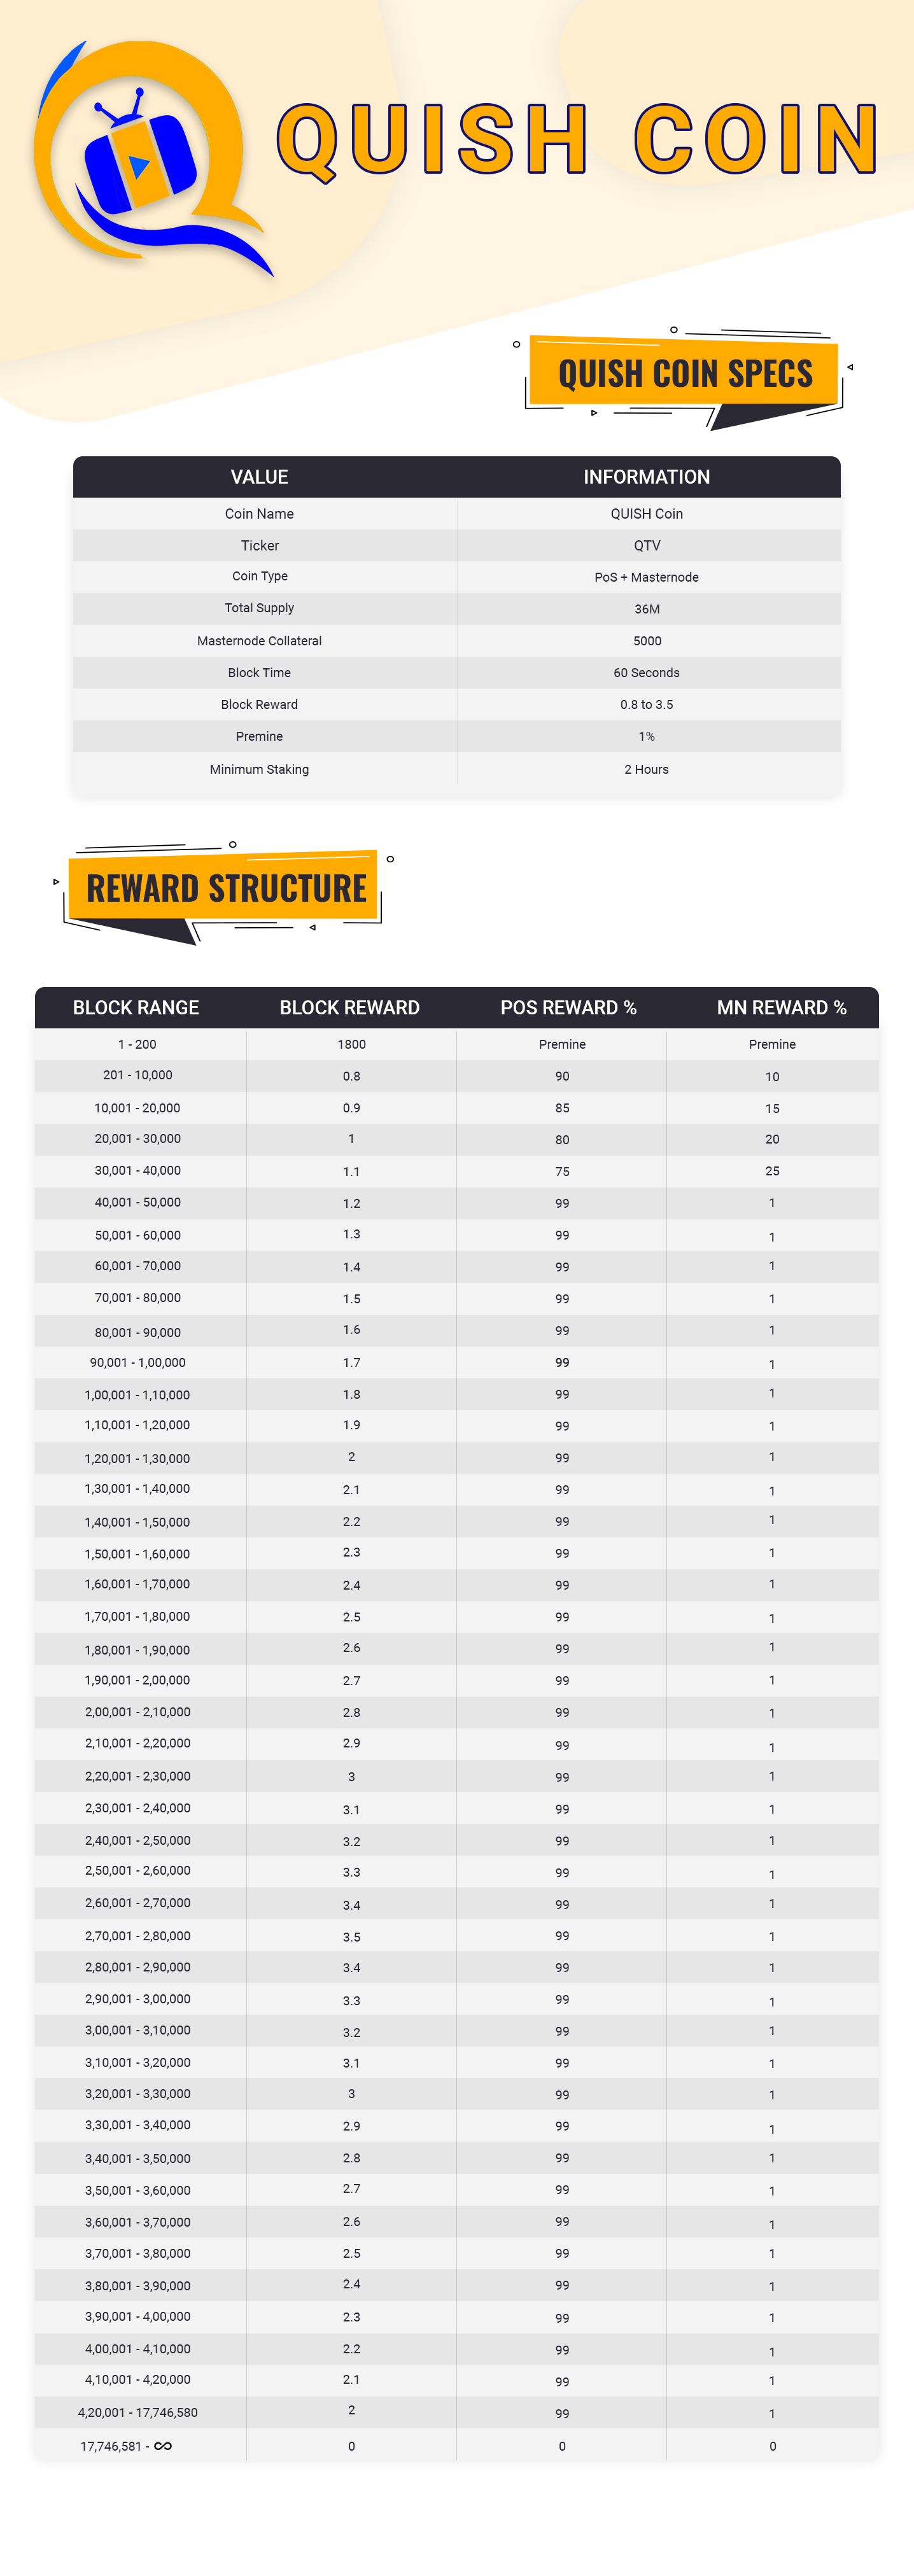 QUISH COIN
QUISH COIN SPECS
VALUE INFORMATION
Coin Name QUISH Coin
Ticker QTV
Coin Type PoS + Masternode
Total Supply 36M
Masternode Collateral 5000
Block Time 60 Seconds
Block Reward 0.8 to 3.5
Premine 1%
Minimum Staking 2 Hours
REWARD STRUCTURE
BLOCK RANGE BLOCK REWARD POS REWARD % MN REWARD %
1 - 200 1800 Premine Premine
201 - 10,000 0.8 90 10
10,001 - 20,000 0.9 85 15
20,001 - 30,000 1 80 20
30,001 - 40,000 1.1 75 25
40,001 - 50,000 1.2 99 1
50,001 - 60,000 1.3 99 1
60,001 - 70,000 1.4 99 1
70,001 - 80,000 1.5 99 1
80,001 - 90,000 1.6 99 1
90,001 - 1,00,000 1.7 99 1
1,00,001 - 1,10,000 1.8 99 1
1,10,001 - 1,20,000 1.9 99 1
1,20,001 - 1,30,000 2 99 1
1,30,001 - 1,40,000 2.1 99 1
1,40,001 - 1,50,000 2.2 99 1
1,50,001 - 1,60,000 2.3 99 1
1,60,001 - 1,70,000 2.4 99 1
1,70,001 - 1,80,000 2.5 99 1
1,80,001 - 1,90,000 2.6 99 1
1,90,001 - 2,00,000 2.7 99 1
2,00,001 - 2,10,000 2.8 99 1
2,10,001 - 2,20,000 2.9 99 1
2,20,001 - 2,30,000 3 99 1
2,30,001 - 2,40,000 3.1 99 1
2,40,001 - 2,50,000 3.2 99 1
2,50,001 - 2,60,000 3.3 99 1
2,60,001 - 2,70,000 3.4 99 1
2,70,001 - 2,80,000 3.5 99 1
2,80,001 - 2,90,000 3.4 99 1
2,90,001 - 3,00,000 3.3 99 1
3,00,001 - 3,10,000 3.2 99 1
3,10,001 - 3,20,000 3.1 99 1
3,20,001 - 3,30,000 3 99 1
3,30,001 - 3,40,000 2.9 99 1
3,40,001 - 3,50,000 2.8 99 1
3,50,001 - 3,60,000 2.7 99 1
3,60,001 - 3,70,000 2.6 99 1
3,70,001 - 3,80,000 2.5 99 1
3,80,001 - 3,90,000 2.4 99 1
3,90,001 - 4,00,000 2.3 99 1
4,00,001 - 4,10,000 2.2 99 1
4,10,001 - 4,20,000 2.1 99 1
4,20,001 - 17,746,580 2 99 1
17,746,581 - ∞ 0 0 0